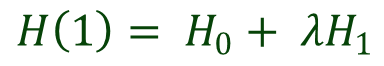 H(1) = H₀ + λH₁